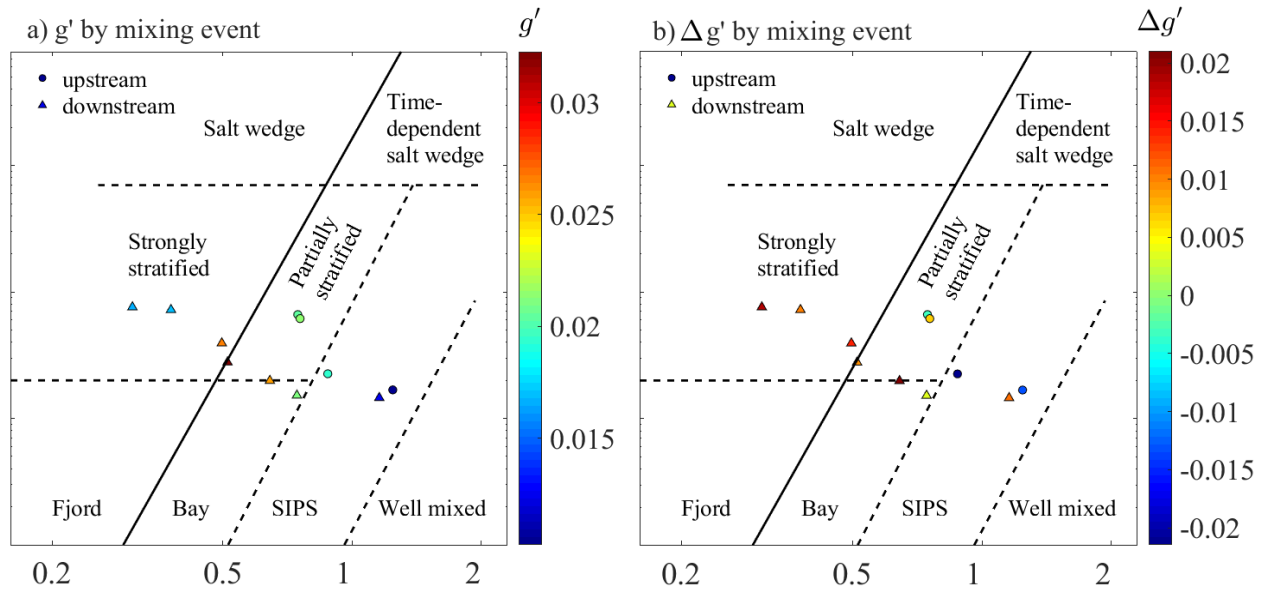 a) g' by mixing event
g'
upstream
downstream
Salt wedge
Time-
dependent
salt wedge
Strongly
stratified
Partially
stratified
Fjord
Bay
SIPS
Well mixed
0.2
0.5
1
2
0.03
0.025
0.02
0.015
b) Δg' by mixing event
Δg'
upstream
downstream
Salt wedge
Time-
dependent
salt wedge
Strongly
stratified
Partially
stratified
Fjord
Bay
SIPS
Well mixed
0.2
0.5
1
2
0.02
0.015
0.01
0.005
0
-0.005
-0.01
-0.015
-0.02